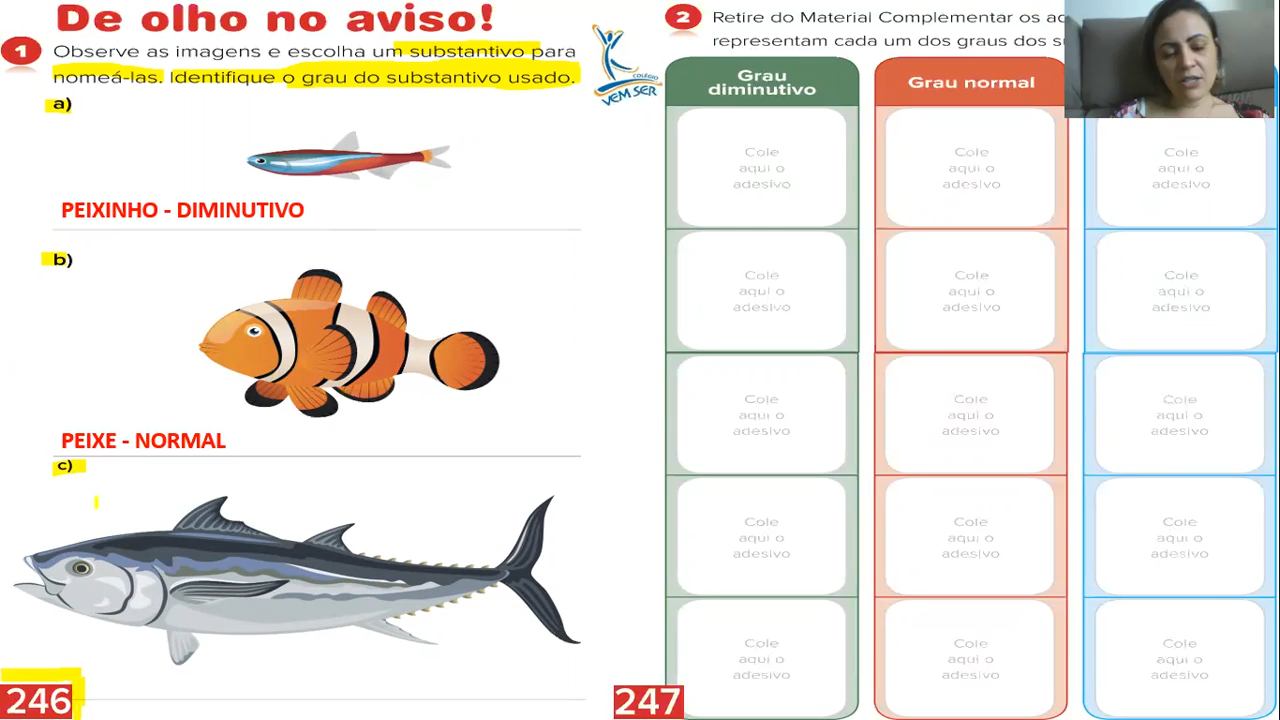 De olho no aviso!
1 Observe as imagens e escolha um substantivo para
nomeá-las. Identifique o grau do substantivo usado.
a)
PEIXINHO - DIMINUTIVO
b)
PEIXE - NORMAL
c)
246
COLÉGIO
VEM SER
2 Retire do Material Complementar os
representam cada um dos graus dos
Grau
diminutivo
Grau normal
Cole
aqui o
adesivo
Cole
aqui o
adesivo
Cole
aqui o
adesivo
Cole
aqui o
adesivo
Cole
aqui o
adesivo
Cole
aqui o
adesivo
Cole
aqui o
adesivo
Cole
aqui o
adesivo
Cole
aqui o
adesivo
Cole
aqui o
adesivo
Cole
aqui o
adesivo
Cole
aqui o
adesivo
Cole
aqui o
adesivo
Cole
aqui o
adesivo
Cole
aqui o
adesivo
247